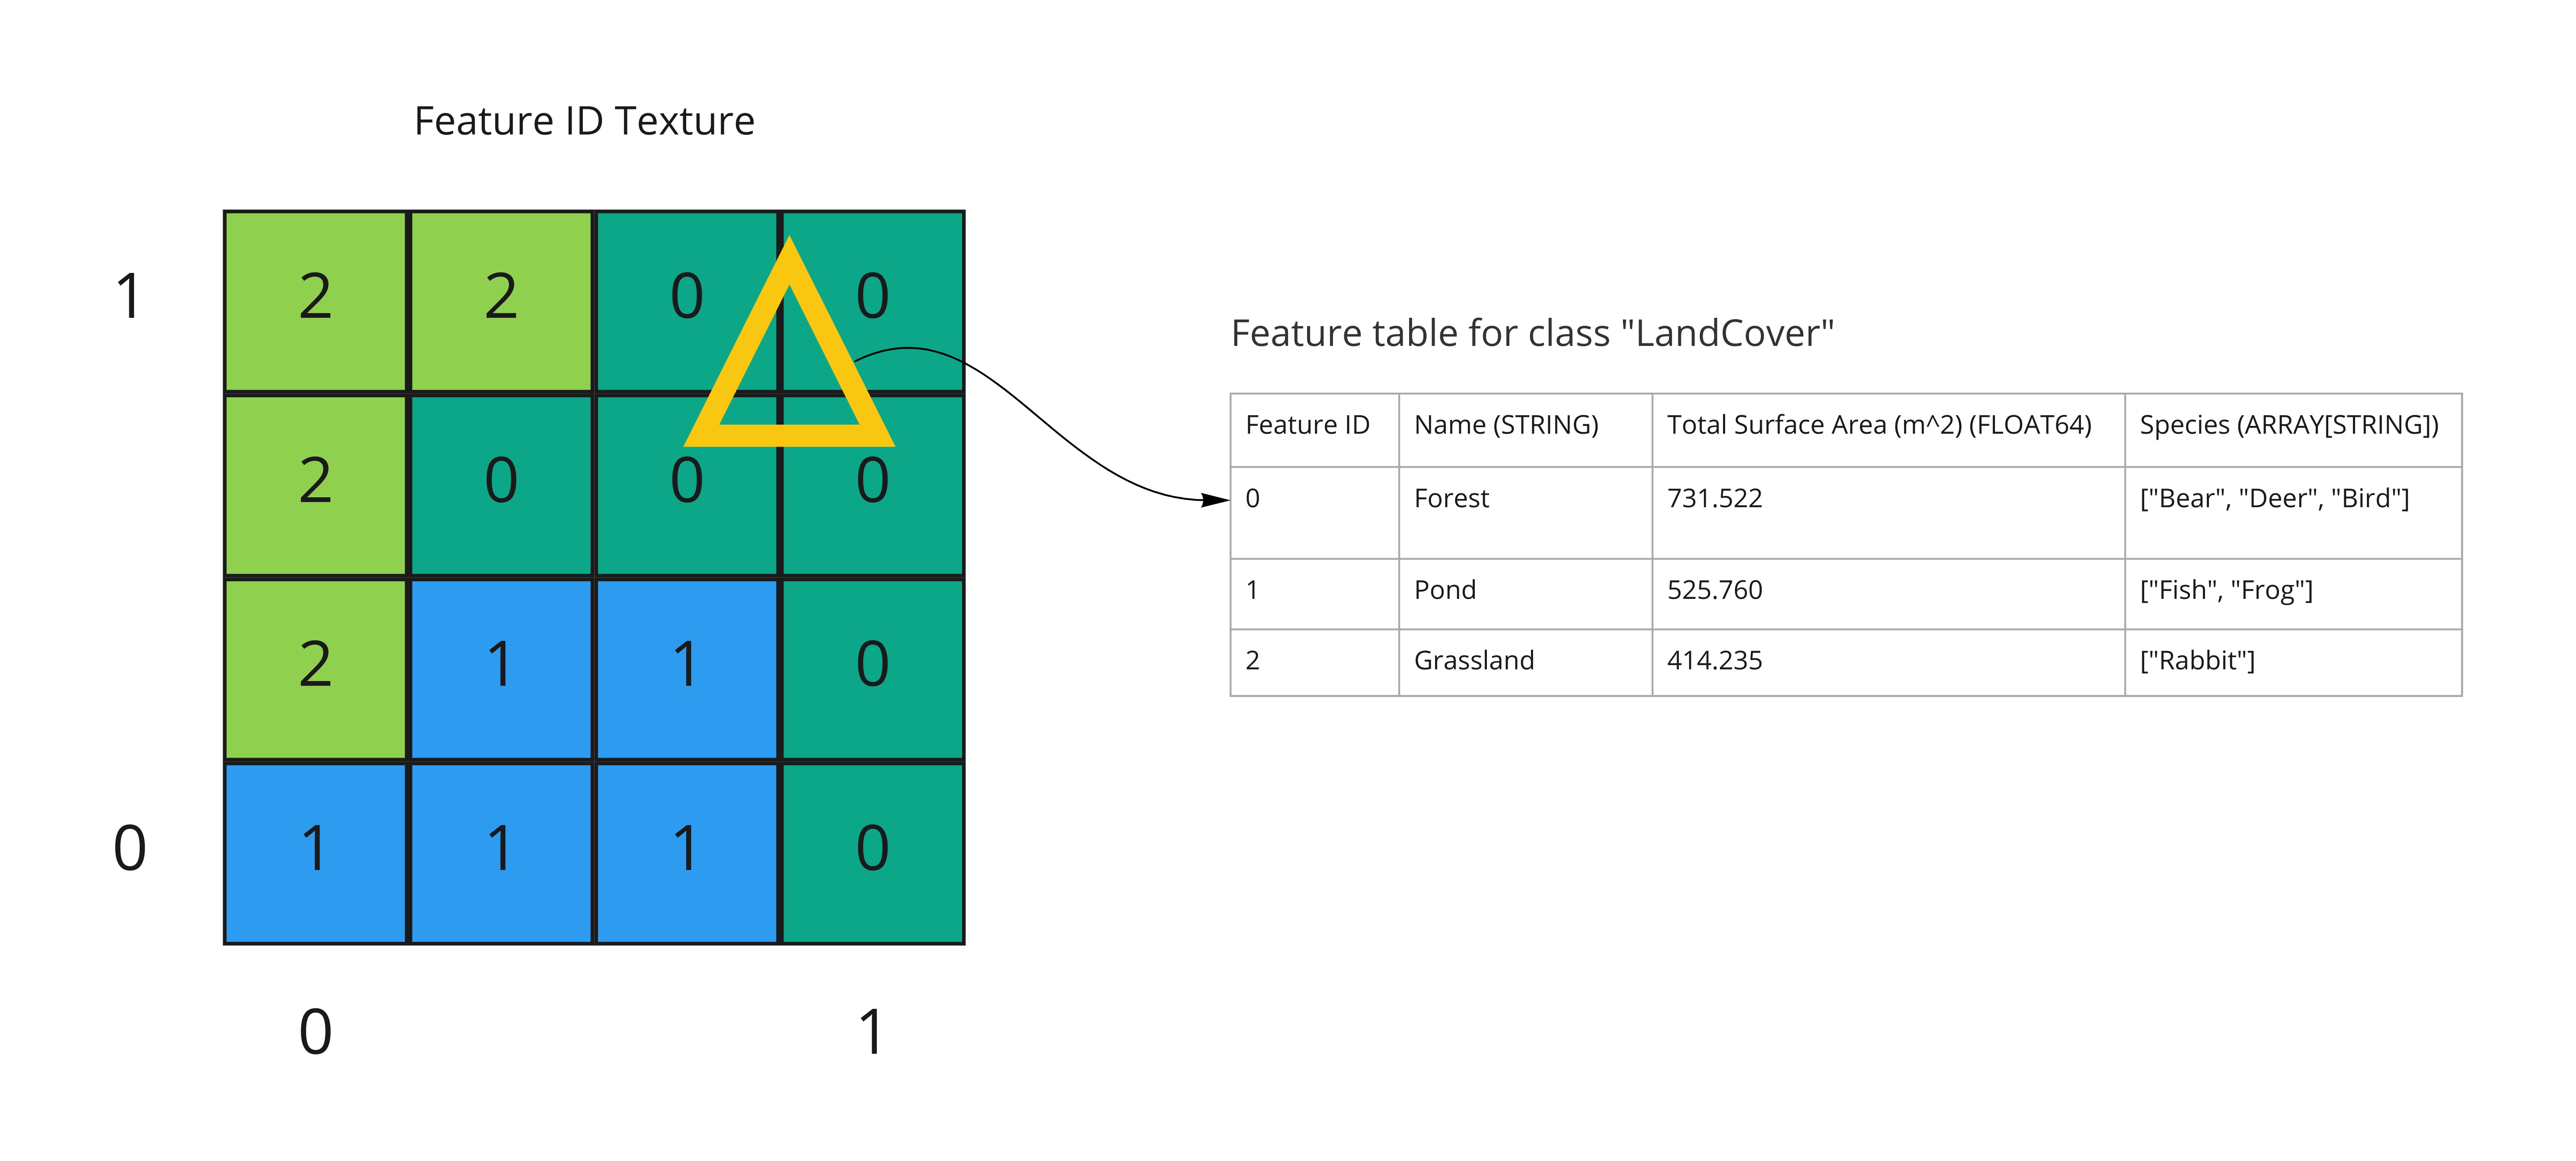 Feature ID Texture
1 2 2 0 0
2 0 0 0
2 1 1 0
0 1 1 1 0
0 1
Feature table for class "LandCover"
Feature ID Name (STRING) Total Surface Area (m^2) (FLOAT64) Species (ARRAY[STRING])
0 Forest 731.522 ["Bear", "Deer", "Bird"]
1 Pond 525.760 ["Fish", "Frog"]
2 Grassland 414.235 ["Rabbit"]